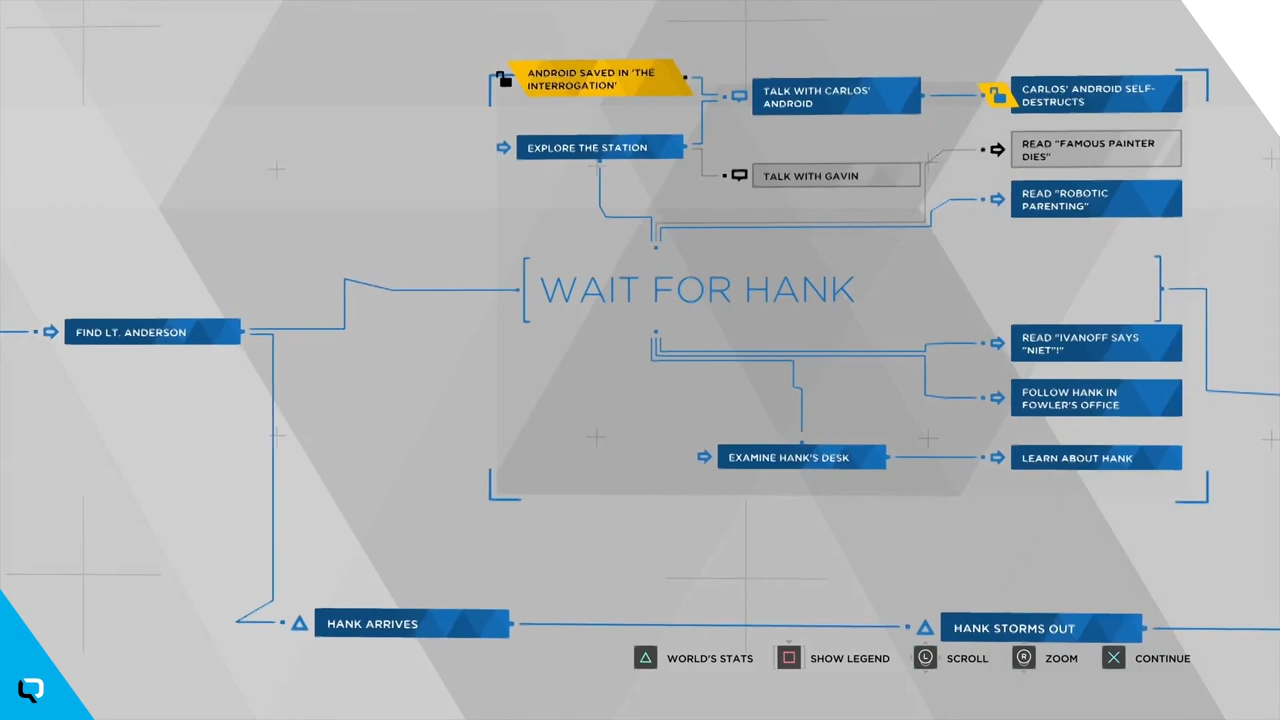 ANDROID SAVED IN 'THE
INTERROGATION'
TALK WITH CARLOS'
ANDROID
CARLOS' ANDROID SELF-
DESTRUCTS
EXPLORE THE STATION
READ "FAMOUS PAINTER
DIES"
TALK WITH GAVIN
READ "ROBOTIC
PARENTING"
WAIT FOR HANK
FIND LT. ANDERSON
READ "IVANOFF SAYS
"NIET"!"
FOLLOW HANK IN
FOWLER'S OFFICE
EXAMINE HANK'S DESK
LEARN ABOUT HANK
HANK ARRIVES
HANK STORMS OUT
WORLD'S STATS
SHOW LEGEND
L
SCROLL
R
ZOOM
CONTINUE